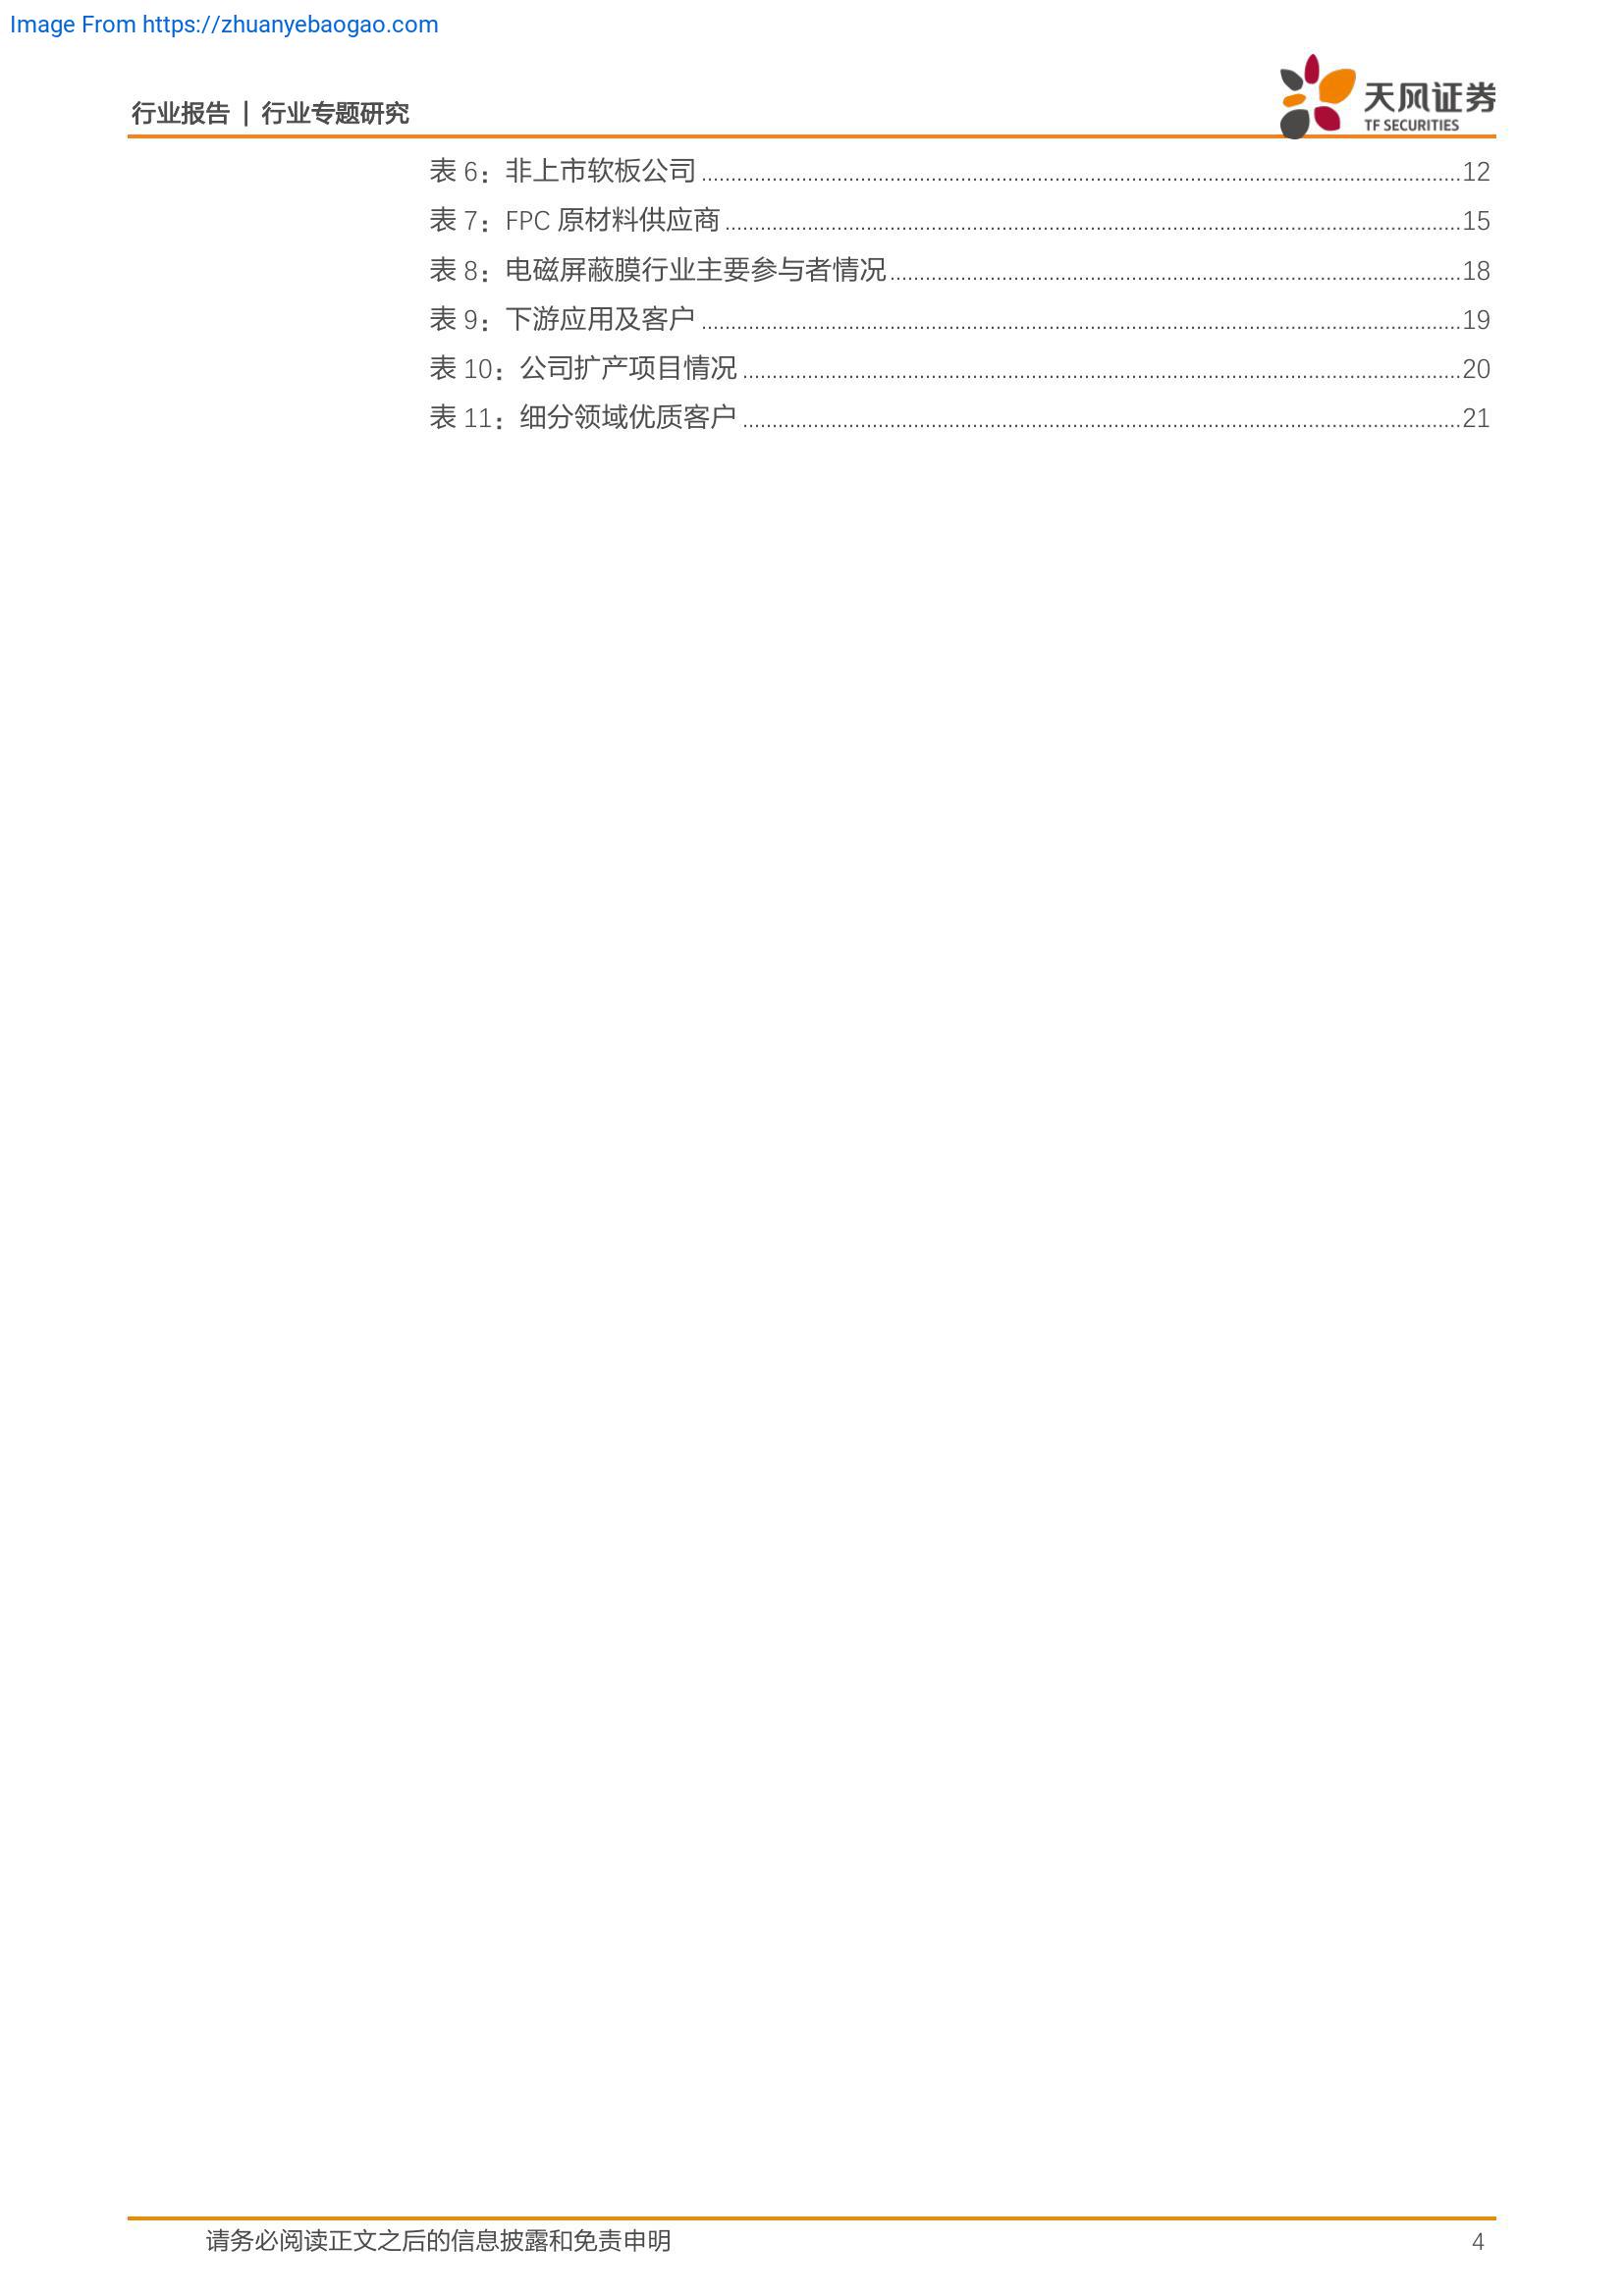 Image From https://zhuanyebaogao.com
行业报告 | 行业专题研究
天风证券
TF SECURITIES
表 6：非上市软板公司 12
表 7：FPC 原材料供应商 15
表 8：电磁屏蔽膜行业主要参与者情况 18
表 9：下游应用及客户 19
表 10：公司扩产项目情况 20
表 11：细分领域优质客户 21
请务必阅读正文之后的信息披露和免责申明 4